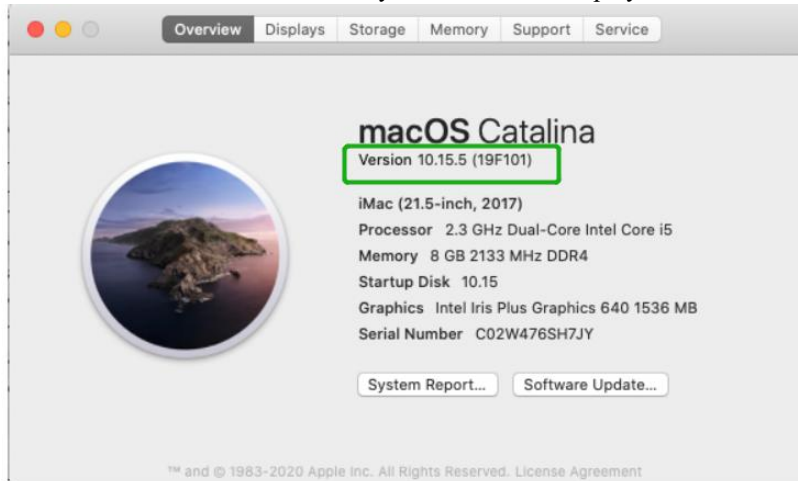 Overview Displays Storage Memory Support Service
macOS Catalina
Version 10.15.5 (19F101)
iMac (21.5-inch, 2017)
Processor 2.3 GHz Dual-Core Intel Core i5
Memory 8 GB 2133 MHz DDR4
Startup Disk 10.15
Graphics Intel Iris Plus Graphics 640 1536 MB
Serial Number C02W476SH7JY
System Report... Software Update...
™ and © 1983-2020 Apple Inc. All Rights Reserved. License Agreement